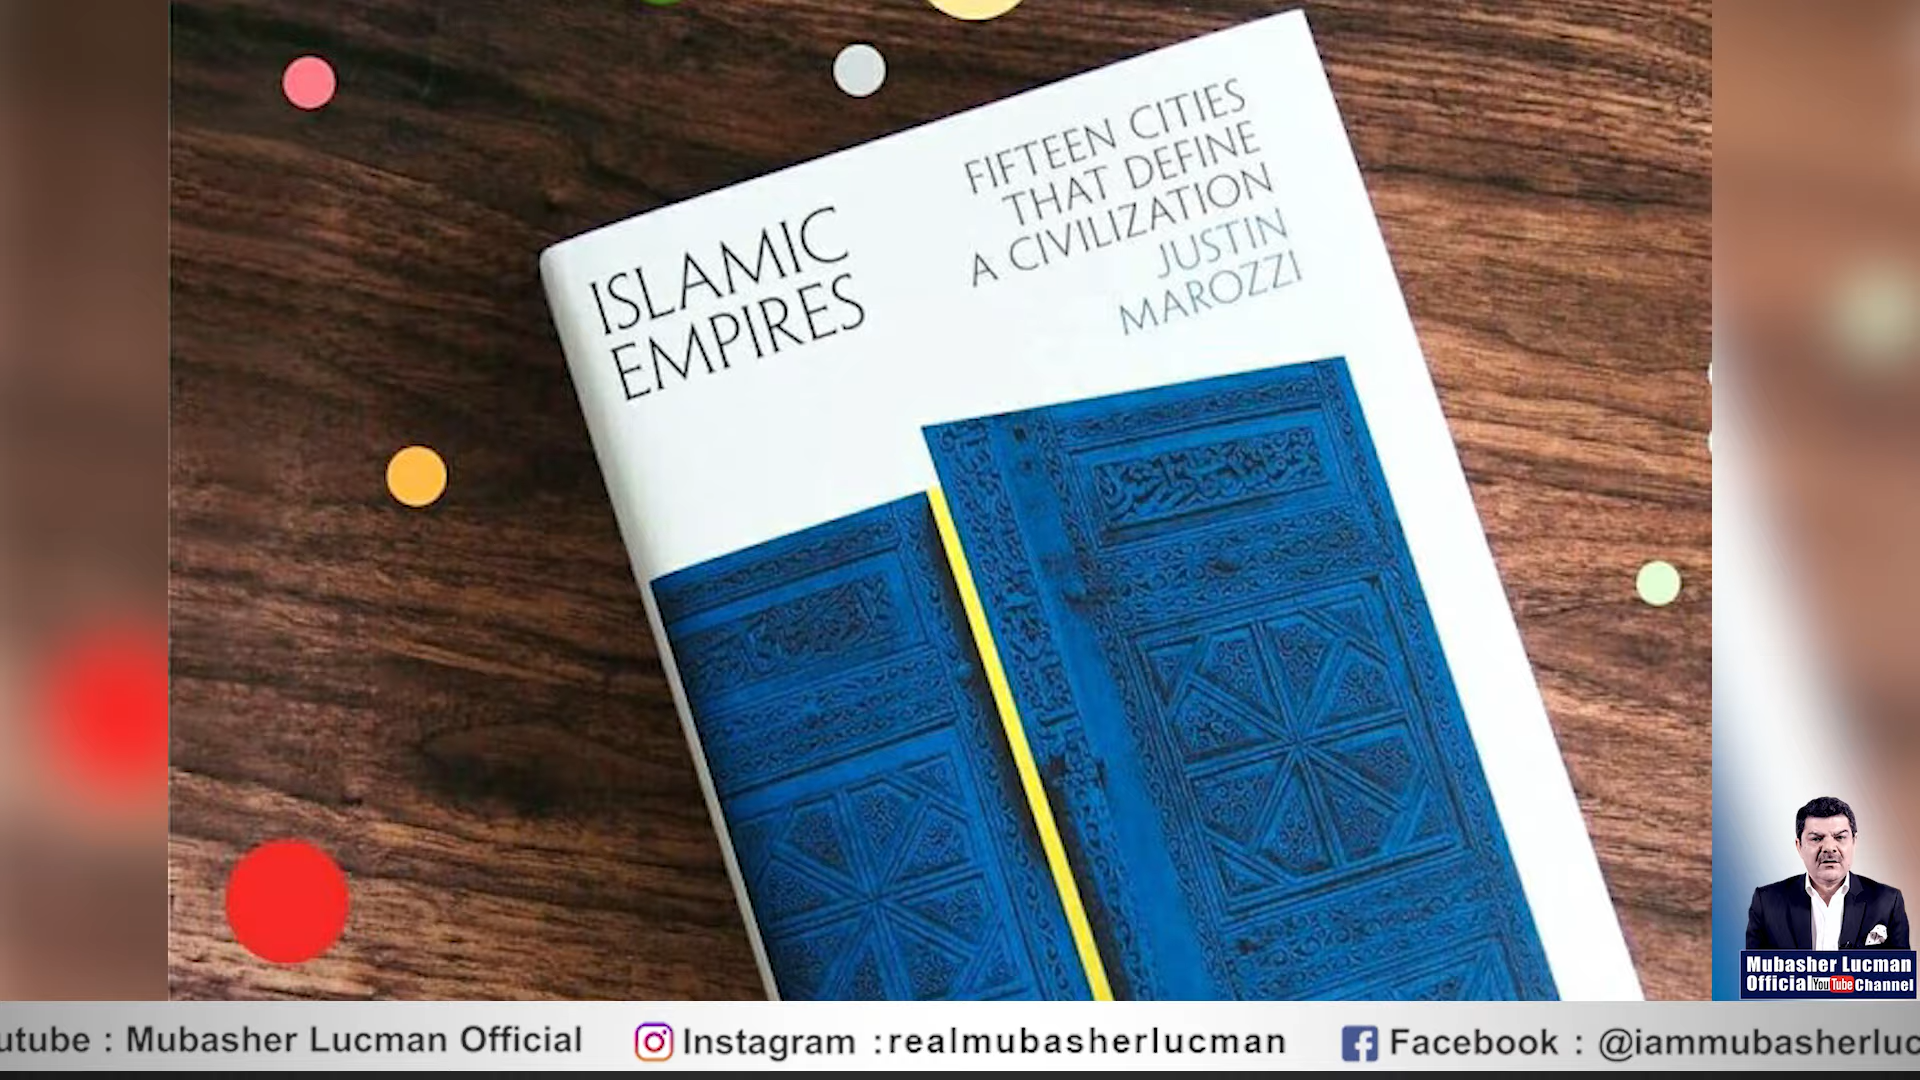 ISLAMIC
EMPIRES
FIFTEEN CITIES
THAT DEFINE
A CIVILIZATION
JUSTIN
MAROZZI
Mubasher Lucman
Official YouTube Channel
utube : Mubasher Lucman Official
Instagram : realmubasherlucman
Facebook : @iammubasherluc